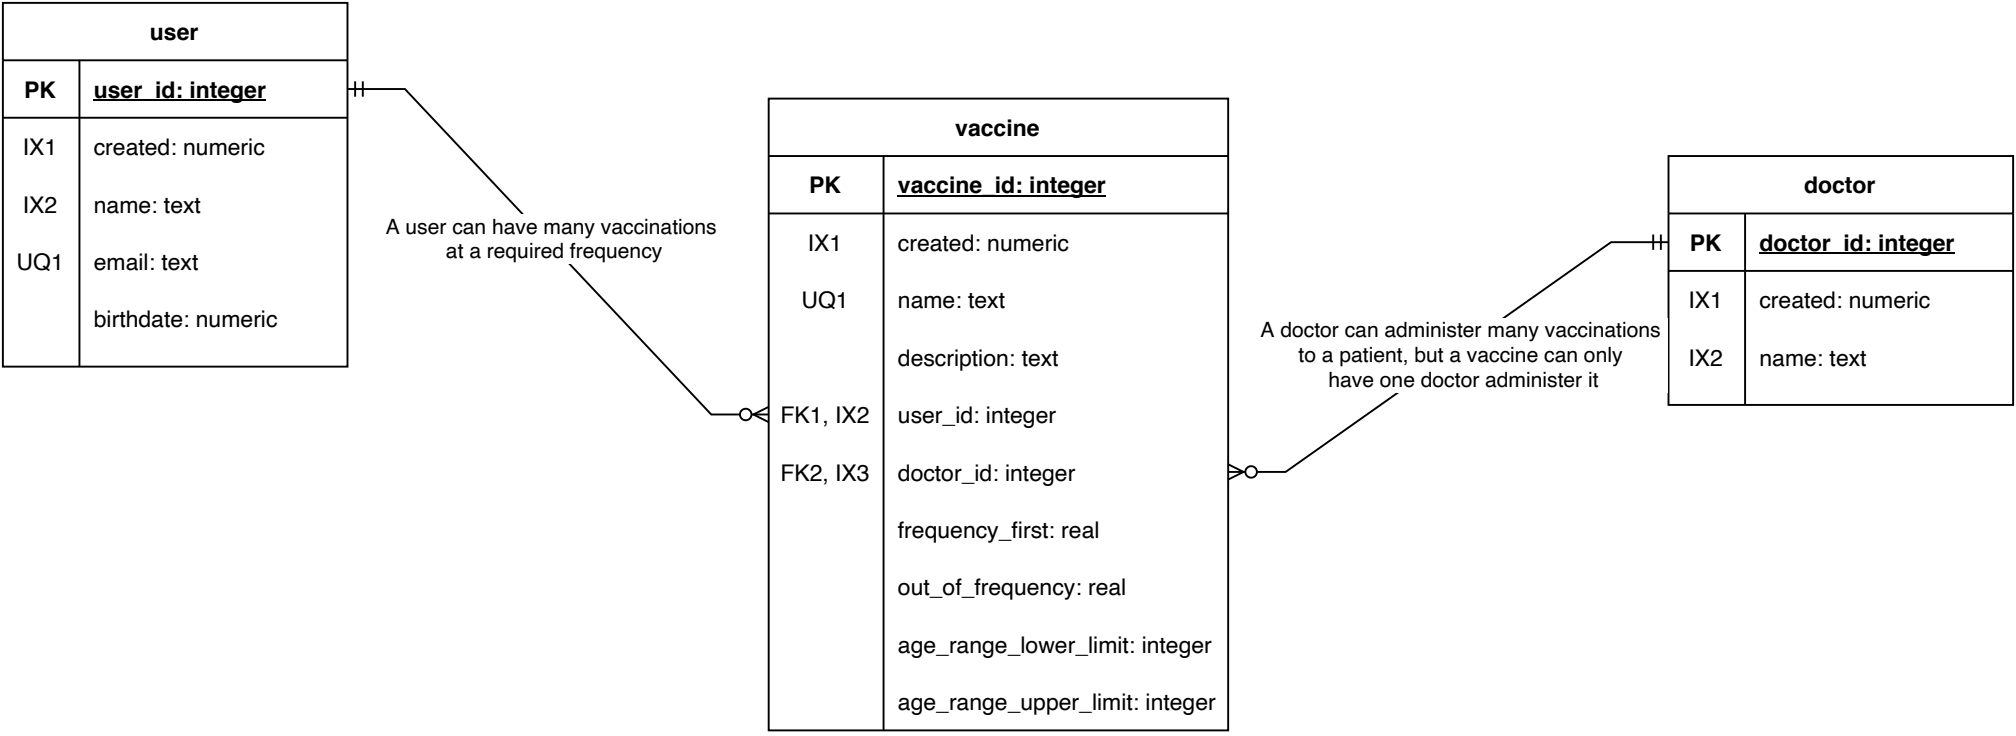 user
PK user_id: integer
IX1 created: numeric
IX2 name: text
UQ1 email: text
birthdate: numeric
A user can have many vaccinations
at a required frequency
vaccine
PK vaccine_id: integer
IX1 created: numeric
UQ1 name: text
description: text
FK1, IX2 user_id: integer
FK2, IX3 doctor_id: integer
frequency_first: real
out_of_frequency: real
age_range_lower_limit: integer
age_range_upper_limit: integer
A doctor can administer many vaccinations
to a patient, but a vaccine can only
have one doctor administer it
doctor
PK doctor_id: integer
IX1 created: numeric
IX2 name: text